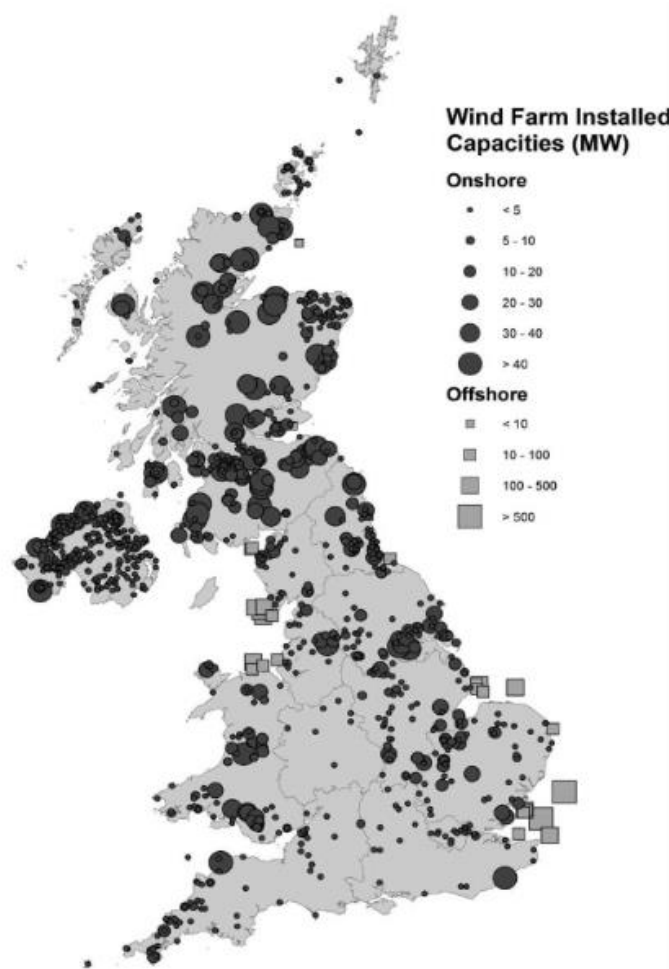 Wind Farm Installed
Capacities (MW)
Onshore
< 5
5 - 10
10 - 20
20 - 30
30 - 40
> 40
Offshore
< 10
10 - 100
100 - 500
> 500